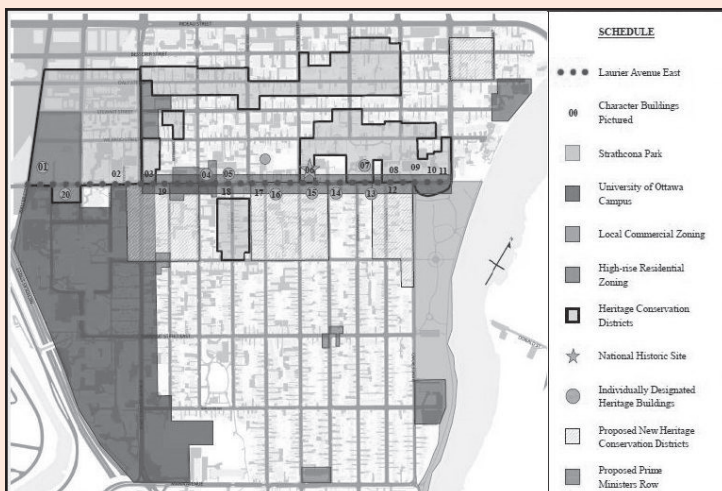 SCHEDULE
Laurier Avenue East
00
Character Buildings
Pictured
Strathcona Park
University of Ottawa
Campus
Local Commercial Zoning
High-rise Residential
Zoning
Heritage Conservation
Districts
National Historic Site
Individually Designated
Heritage Buildings
Proposed New Heritage
Conservation Districts
Proposed Prime
Ministers Row
RIDEAU STREET
01
02
03
04
05
06
07
08
09
10
11
20
19
18
17
16
15
14
13
12